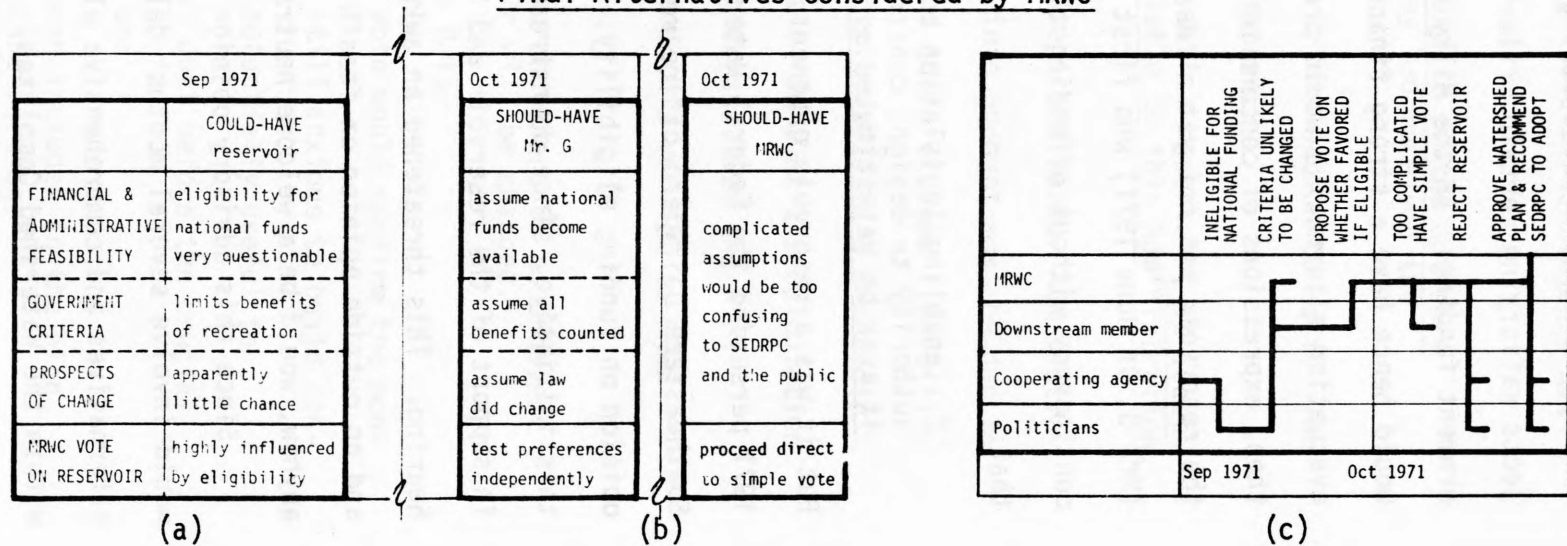 Final Alternatives Considered by MRWC
Sep 1971
COULD-HAVE
reservoir
FINANCIAL &
ADMINISTRATIVE
FEASIBILITY
eligibility for
national funds
very questionable
GOVERNMENT
CRITERIA
limits benefits
of recreation
PROSPECTS
OF CHANGE
apparently
little chance
MRWC VOTE
ON RESERVOIR
highly influenced
by eligibility
(a)
Oct 1971
SHOULD-HAVE
Mr. G
assume national
funds become
available
assume all
benefits counted
assume law
did change
test preferences
independently
Oct 1971
SHOULD-HAVE
MRWC
complicated
assumptions
would be too
confusing
to SEDRPC
and the public
proceed direct
to simple vote
(b)
INELIGIBLE FOR
NATIONAL FUNDING
CRITERIA UNLIKELY
TO BE CHANGED
PROPOSE VOTE ON
WHETHER FAVORED
IF ELIGIBLE
TOO COMPLICATED
HAVE SIMPLE VOTE
REJECT RESERVOIR
APPROVE WATERSHED
PLAN & RECOMMEND
SEDRPC TO ADOPT
MRWC
Downstream member
Cooperating agency
Politicians
Sep 1971
Oct 1971
(c)